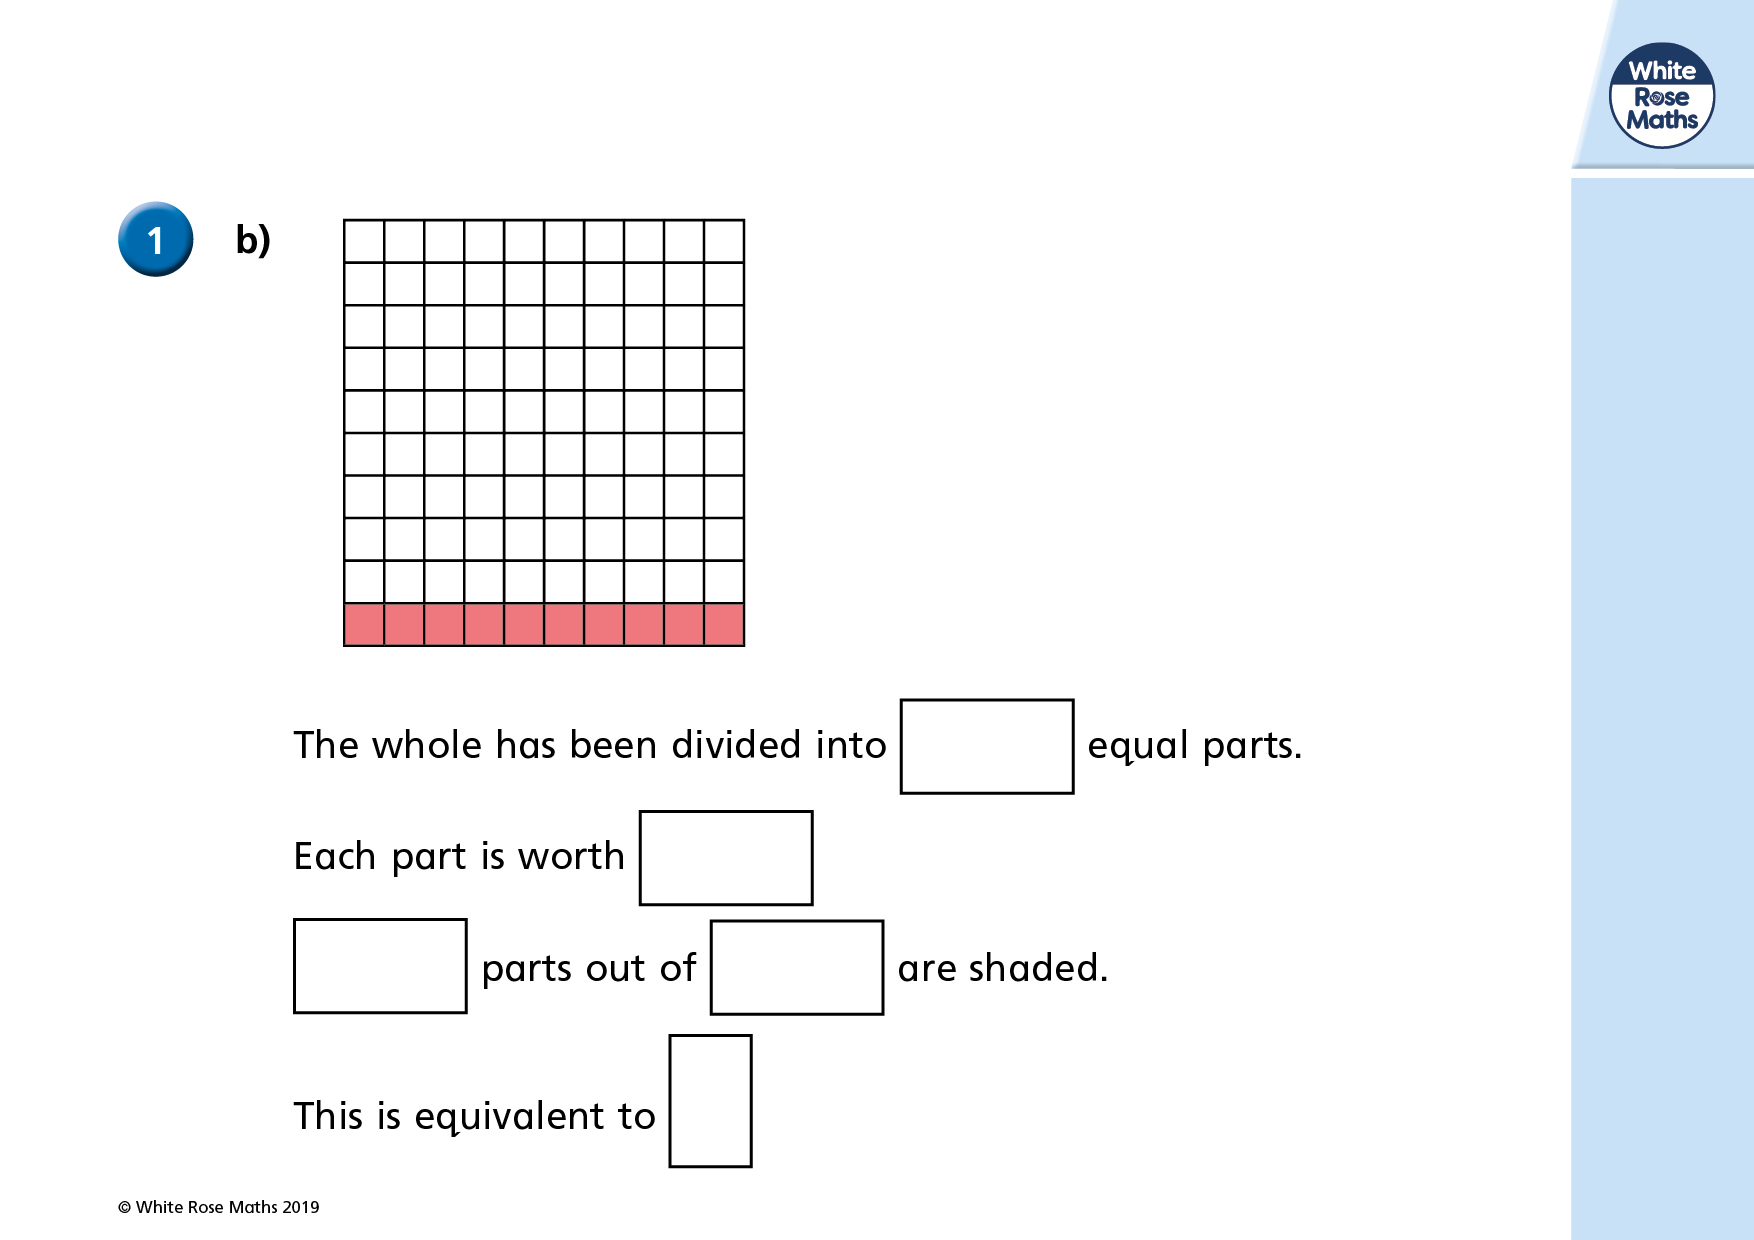 White
Rose
Maths
1 b)
The whole has been divided into equal parts.
Each part is worth
parts out of are shaded.
This is equivalent to
© White Rose Maths 2019